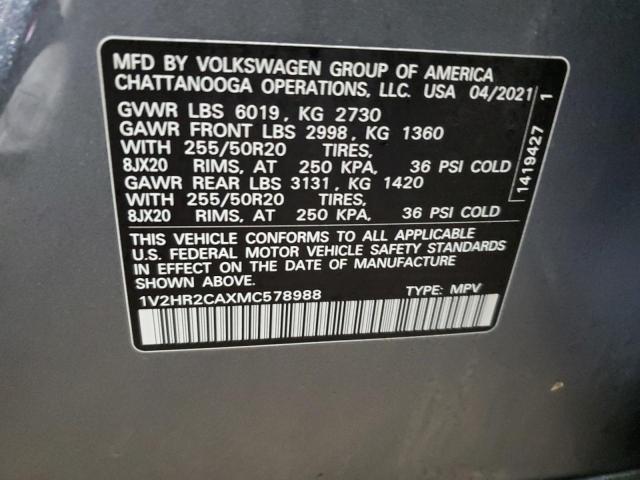 MFD BY VOLKSWAGEN GROUP OF AMERICA
CHATTANOOGA OPERATIONS, LLC. USA 04/2021
GVWR LBS 6019, KG 2730
GAWR FRONT LBS 2998, KG 1360
WITH 255/50R20 TIRES,
8JX20 RIMS, AT 250 KPA, 36 PSI COLD
GAWR REAR LBS 3131, KG 1420
WITH 255/50R20 TIRES,
8JX20 RIMS, AT 250 KPA, 36 PSI COLD
THIS VEHICLE CONFORMS TO ALL APPLICABLE
U.S. FEDERAL MOTOR VEHICLE SAFETY STANDARDS
IN EFFECT ON THE DATE OF MANUFACTURE
SHOWN ABOVE.
1V2HR2CAXMC578988 TYPE: MPV
1419427 1